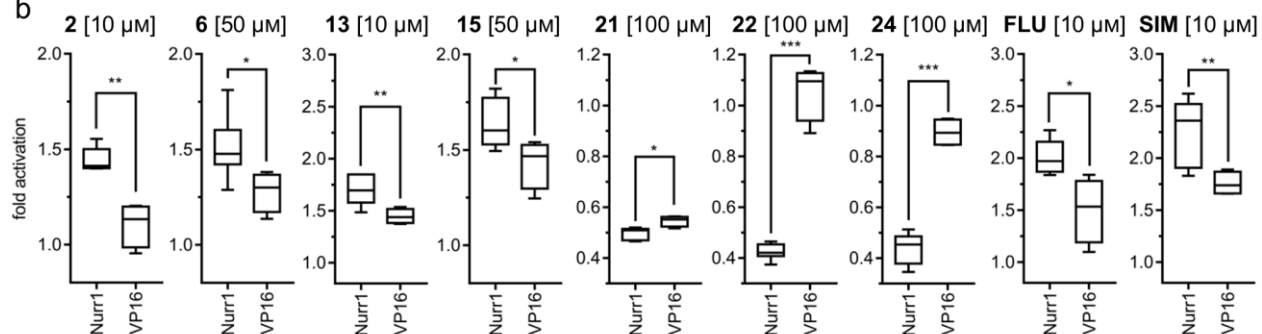 b
2 [10 μM] 6 [50 μM] 13 [10 μM] 15 [50 μM] 21 [100 μM] 22 [100 μM] 24 [100 μM] FLU [10 μM] SIM [10 μM]
fold activation
2.0
1.5
1.0
**
Nurr1
VP16
2.0
1.5
1.0
*
Nurr1
VP16
3.0
2.5
2.0
1.5
1.0
**
Nurr1
VP16
2.0
1.5
1.0
*
Nurr1
VP16
1.2
1.0
0.8
0.6
0.4
*
Nurr1
VP16
1.2
1.0
0.8
0.6
0.4
***
Nurr1
VP16
1.2
1.0
0.8
0.6
0.4
***
Nurr1
VP16
3.0
2.5
2.0
1.5
1.0
*
Nurr1
VP16
3.0
2.5
2.0
1.5
1.0
**
Nurr1
VP16